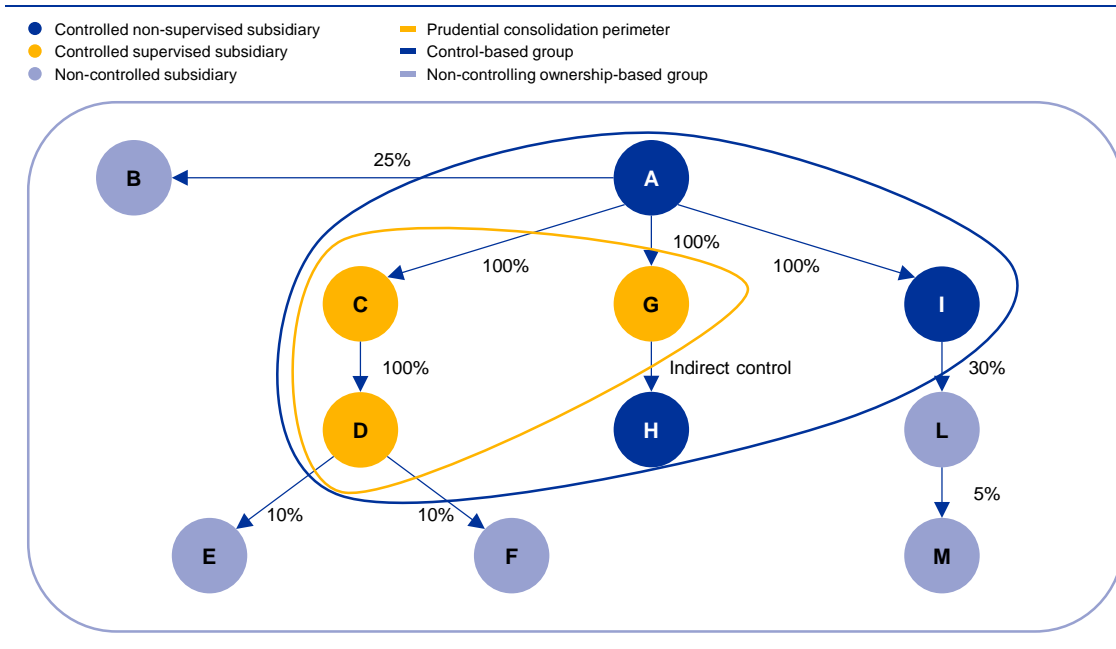 Controlled non-supervised subsidiary
Controlled supervised subsidiary
Non-controlled subsidiary
Prudential consolidation perimeter
Control-based group
Non-controlling ownership-based group
B
25%
A
100%
100%
100%
C
G
I
100%
Indirect control
30%
D
H
L
10%
10%
5%
E
F
M